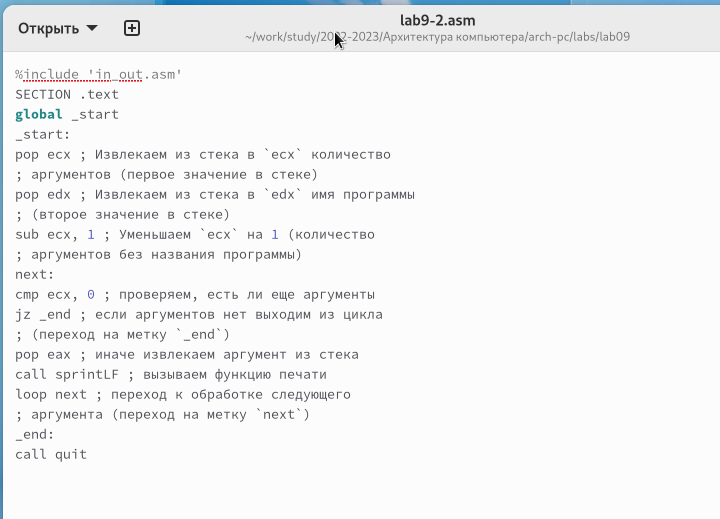 Открыть
lab9-2.asm
~/work/study/2022-2023/Архитектура компьютера/arch-pc/labs/lab09
%include 'in_out.asm'
SECTION .text
global _start
_start:
pop ecx ; Извлекаем из стека в `ecx` количество
; аргументов (первое значение в стеке)
pop edx ; Извлекаем из стека в `edx` имя программы
; (второе значение в стеке)
sub ecx, 1 ; Уменьшаем `ecx` на 1 (количество
; аргументов без названия программы)
next:
cmp ecx, 0 ; проверяем, есть ли еще аргументы
jz _end ; если аргументов нет выходим из цикла
; (переход на метку `_end`)
pop eax ; иначе извлекаем аргумент из стека
call sprintLF ; вызываем функцию печати
loop next ; переход к обработке следующего
; аргумента (переход на метку `next`)
_end:
call quit